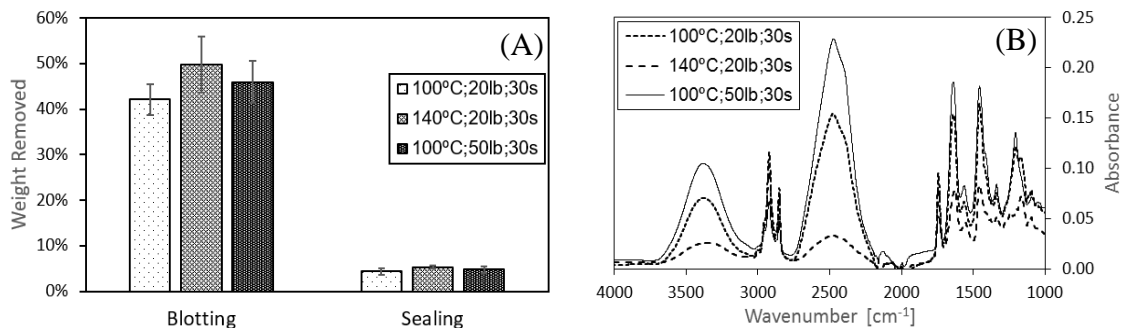 60%
50%
40%
30%
20%
10%
0%
Weight Removed
(A)
100ºC;20lb;30s
140ºC;20lb;30s
100ºC;50lb;30s
Blotting
Sealing
(B)
100ºC;20lb;30s
140ºC;20lb;30s
100ºC;50lb;30s
0.25
0.20
0.15
0.10
0.05
0.00
Absorbance
4000 3500 3000 2500 2000 1500 1000
Wavenumber [cm-1]